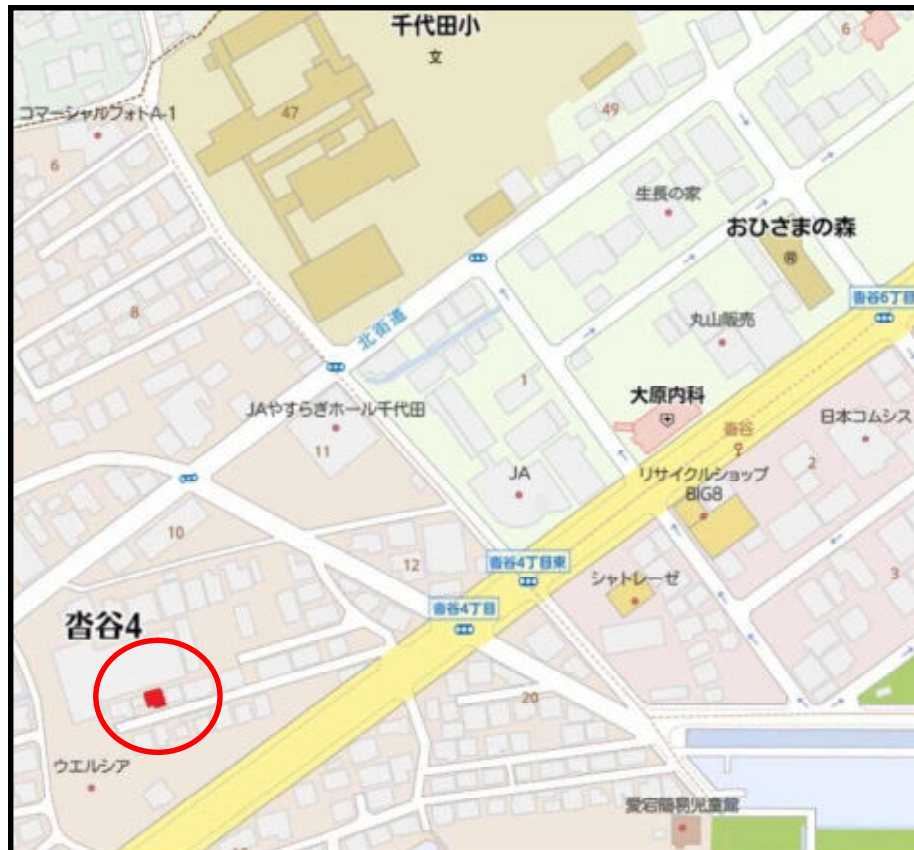 千代田小
文
6
コマーシャルフォトA-1
47
49
6
生長の家
おひさまの森
8
沓谷6丁目
北街道
丸山販売
1
大原内科
JAやすらぎホール千代田
沓谷
日本コムシス
11
リサイクルショップ
BIG8
2
JA
10
12
沓谷4丁目東
シャトレーゼ
3
沓谷4丁目
沓谷4
20
ウエルシア
愛宕簡易児童館